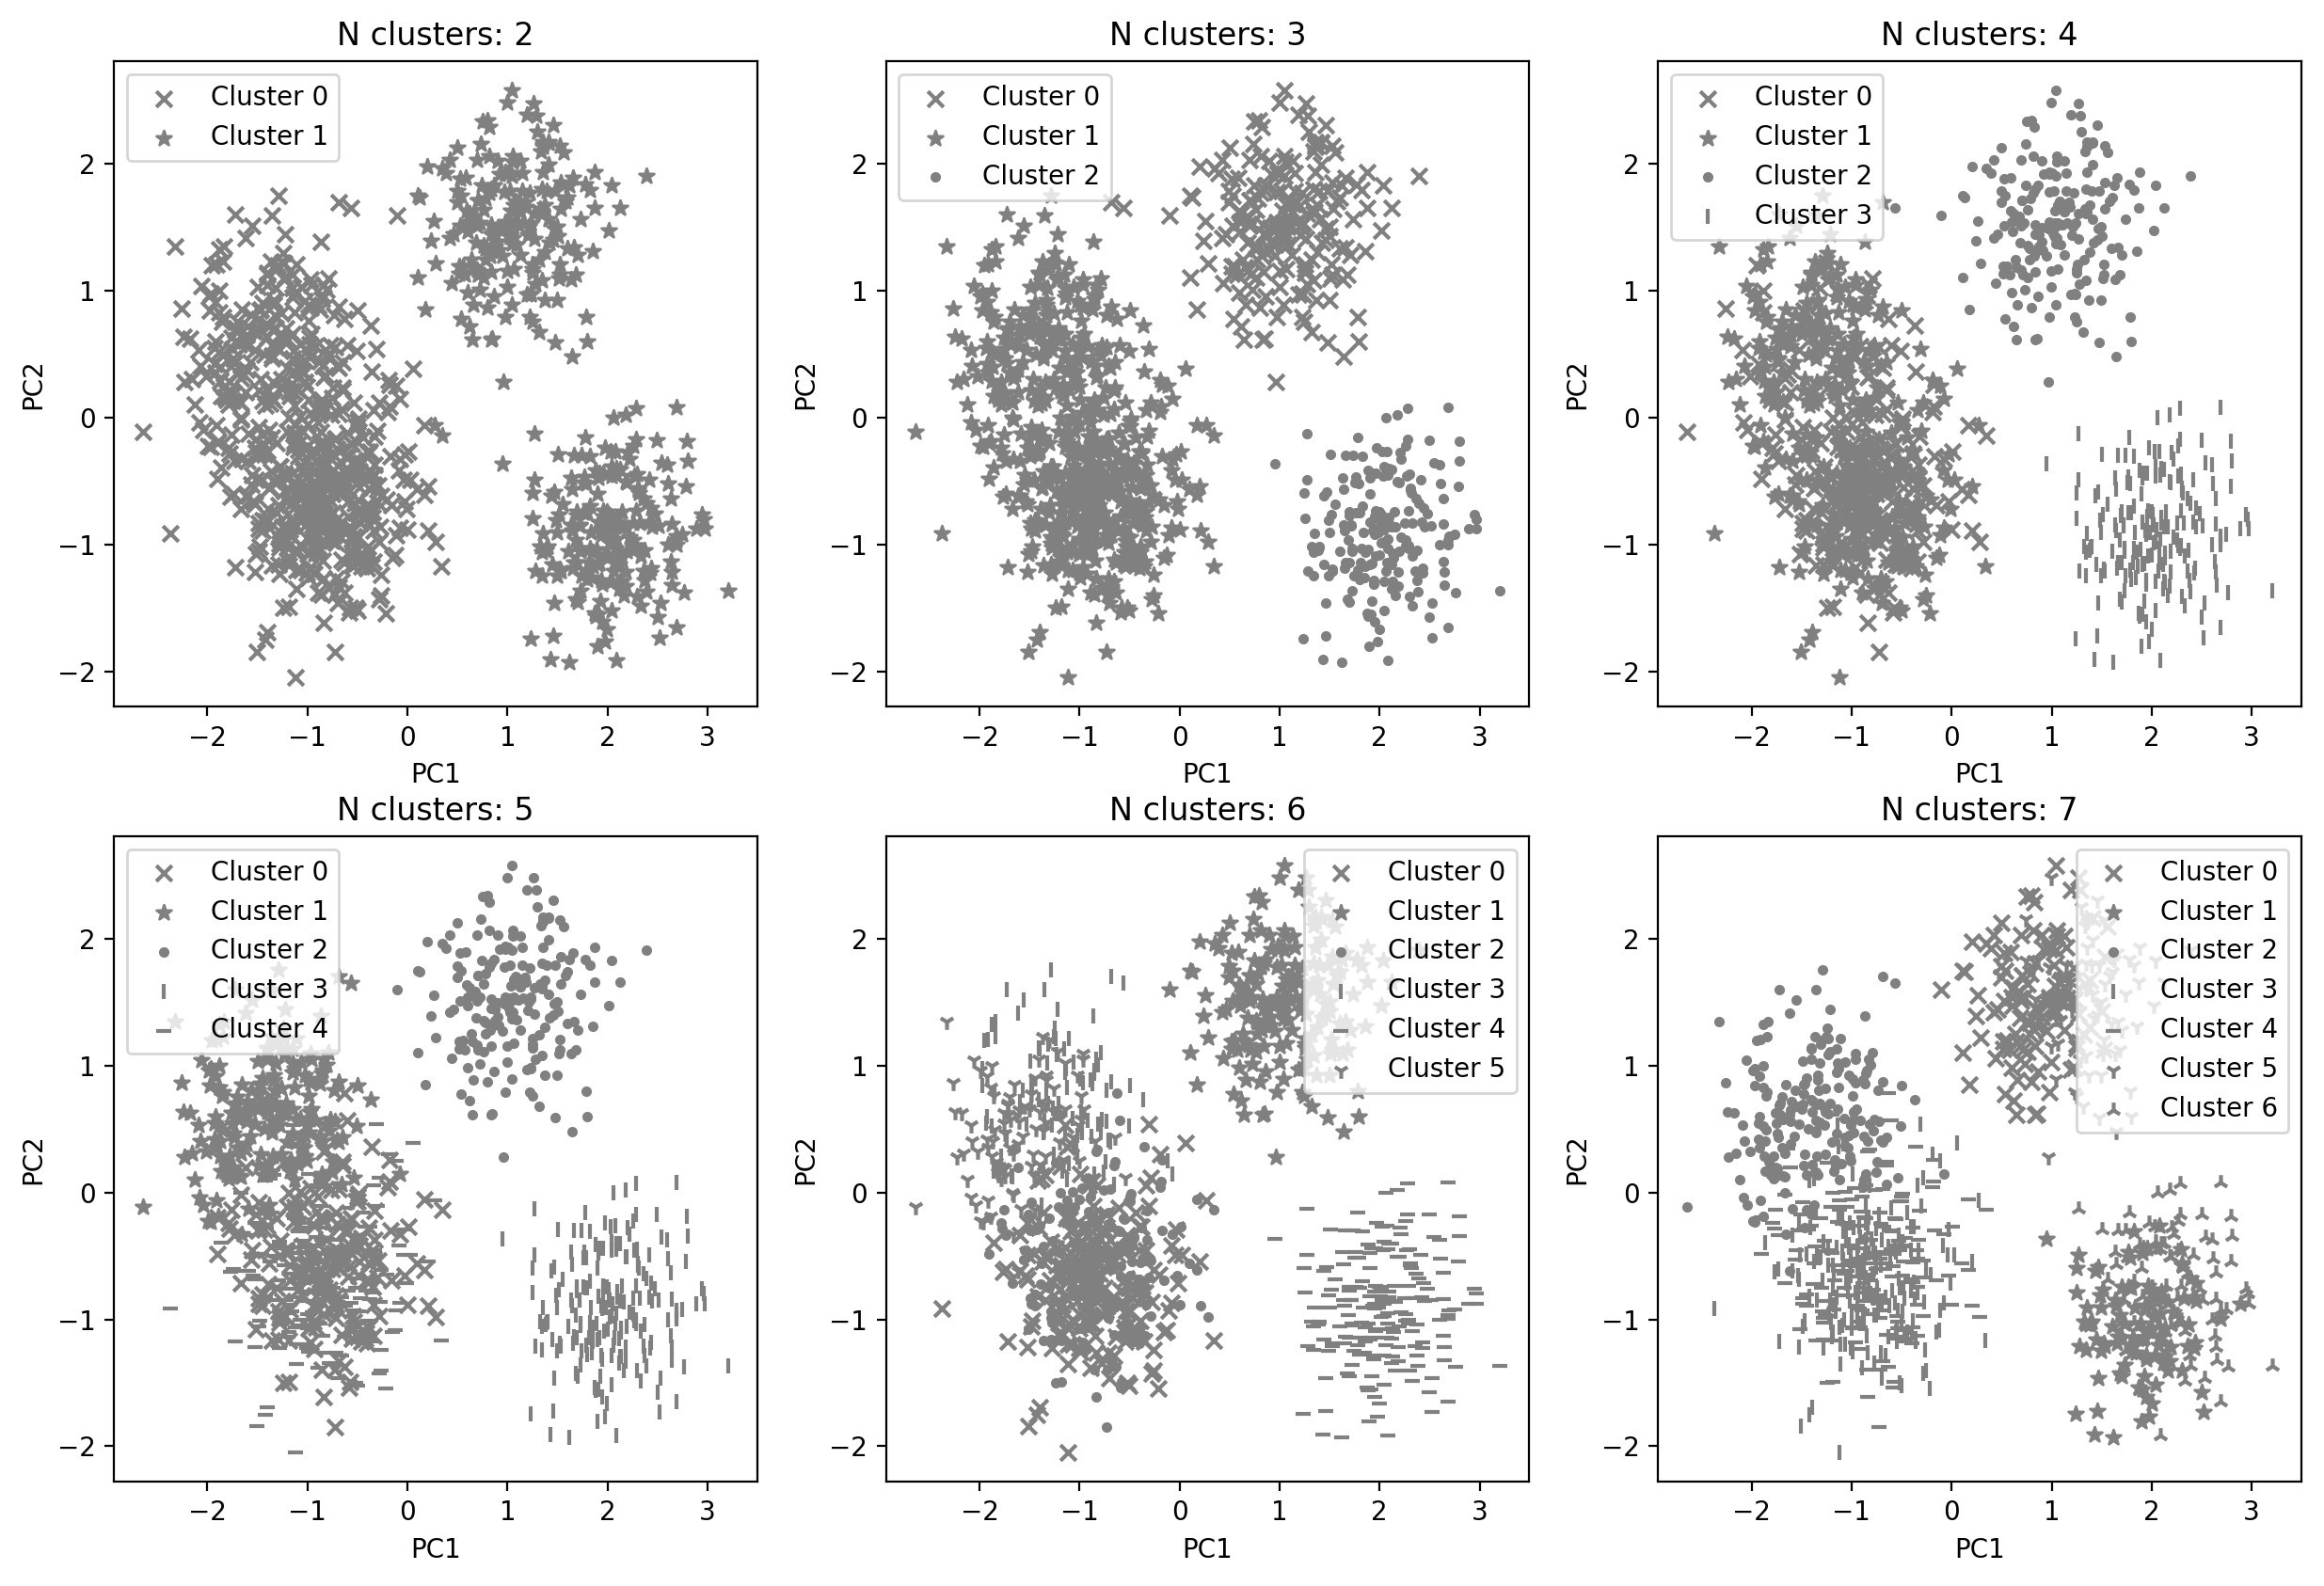 N clusters: 2
Cluster 0
Cluster 1
2
1
0
−1
−2
PC2
−2 −1 0 1 2 3
PC1
N clusters: 3
Cluster 0
Cluster 1
Cluster 2
2
1
0
−1
−2
PC2
−2 −1 0 1 2 3
PC1
N clusters: 4
Cluster 0
Cluster 1
Cluster 2
Cluster 3
2
1
0
−1
−2
PC2
−2 −1 0 1 2 3
PC1
N clusters: 5
Cluster 0
Cluster 1
Cluster 2
Cluster 3
Cluster 4
2
1
0
−1
−2
PC2
−2 −1 0 1 2 3
PC1
N clusters: 6
Cluster 0
Cluster 1
Cluster 2
Cluster 3
Cluster 4
Cluster 5
2
1
0
−1
−2
PC2
−2 −1 0 1 2 3
PC1
N clusters: 7
Cluster 0
Cluster 1
Cluster 2
Cluster 3
Cluster 4
Cluster 5
Cluster 6
2
1
0
−1
−2
PC2
−2 −1 0 1 2 3
PC1